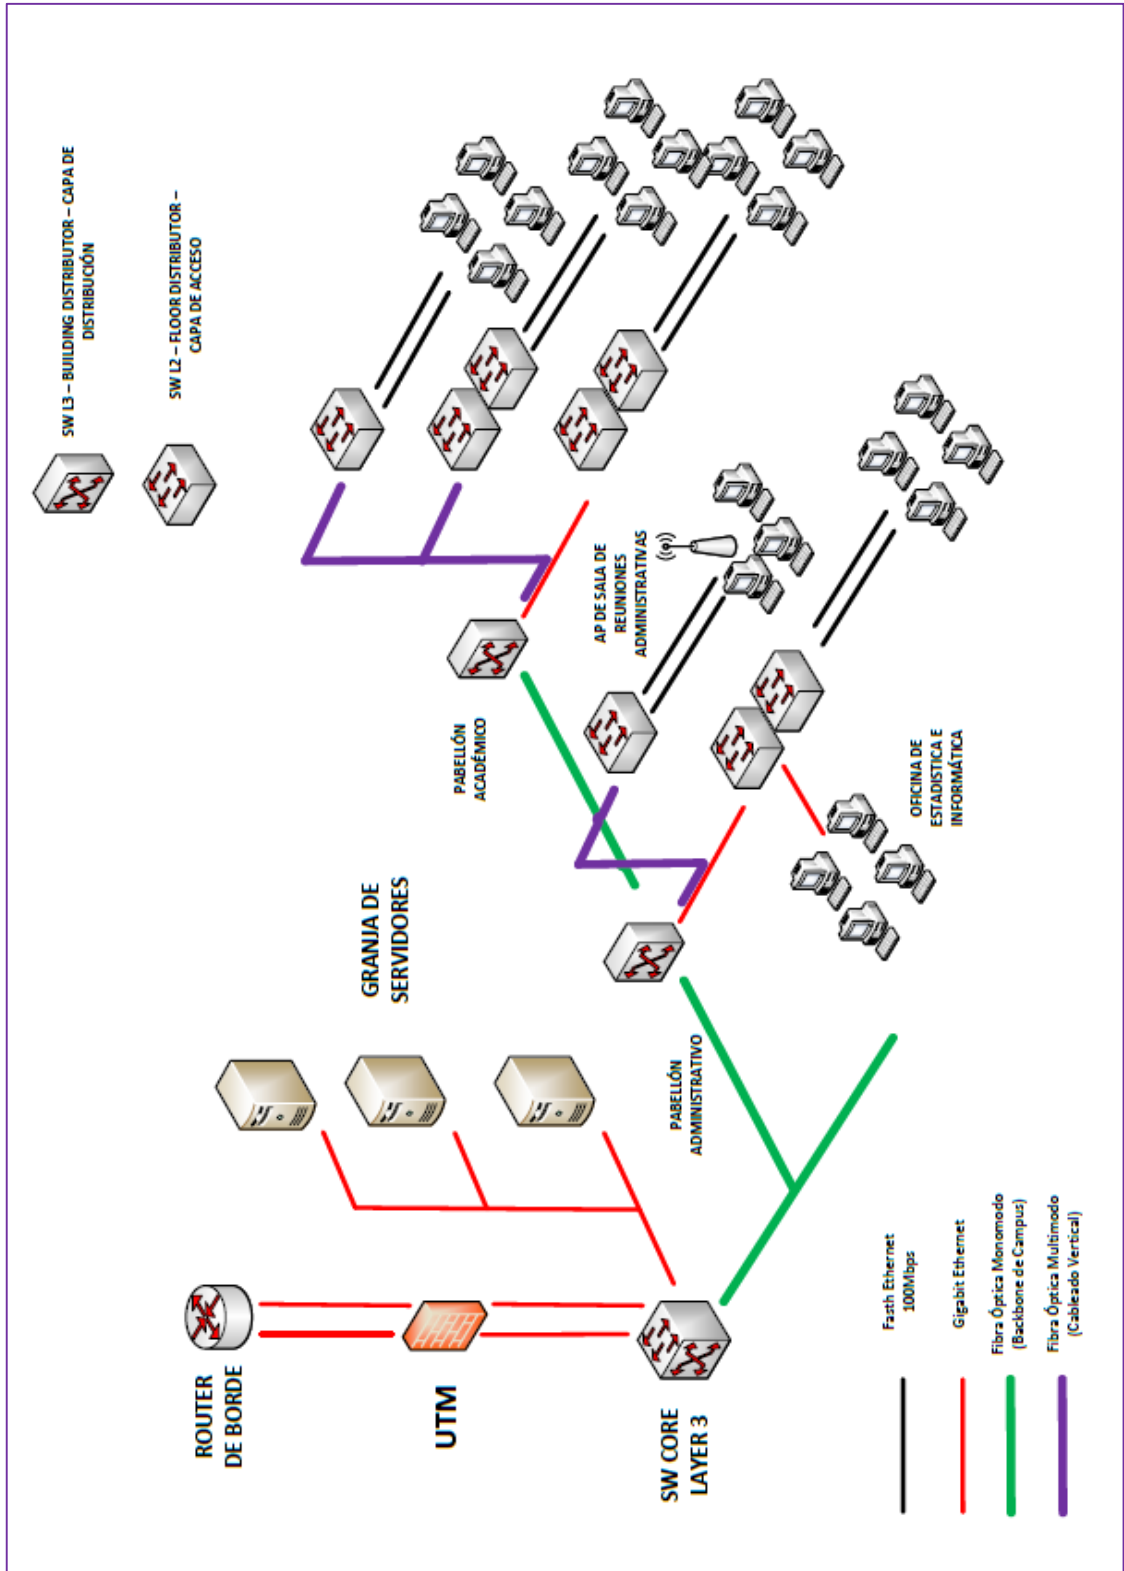 SW L3 – BUILDING DISTRIBUTOR – CAPA DE
DISTRIBUCIÓN
SW L2 – FLOOR DISTRIBUTOR –
CAPA DE ACCESO
ROUTER
DE BORDE
UTM
SW CORE
LAYER 3
GRANJA DE
SERVIDORES
PABELLÓN
ACADÉMICO
AP DE SALA DE
REUNIONES
ADMINISTRATIVAS
PABELLÓN
ADMINISTRATIVO
OFICINA DE
ESTADISTICA E
INFORMÁTICA
Fasth Ethernet
100Mbps
Gigabit Ethernet
Fibra Óptica Monomodo
(Backbone de Campus)
Fibra Óptica Multimodo
(Cableado Vertical)